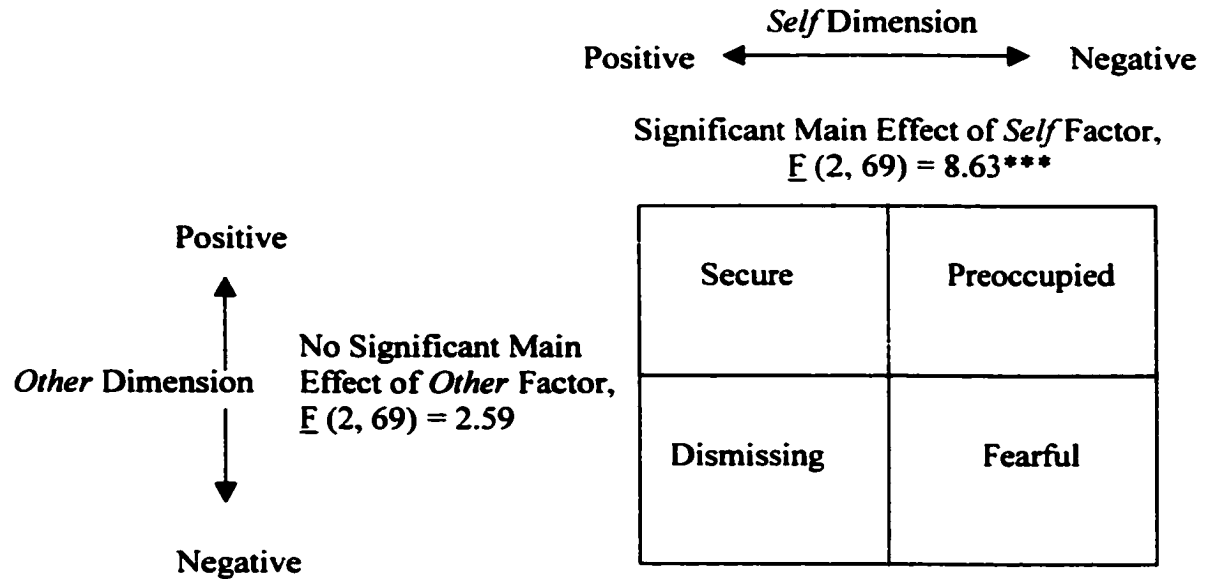 Self Dimension
Positive Negative
Significant Main Effect of Self Factor,
F (2, 69) = 8.63***
Positive
Secure Preoccupied
No Significant Main
Other Dimension Effect of Other Factor,
F (2, 69) = 2.59
Dismissing Fearful
Negative